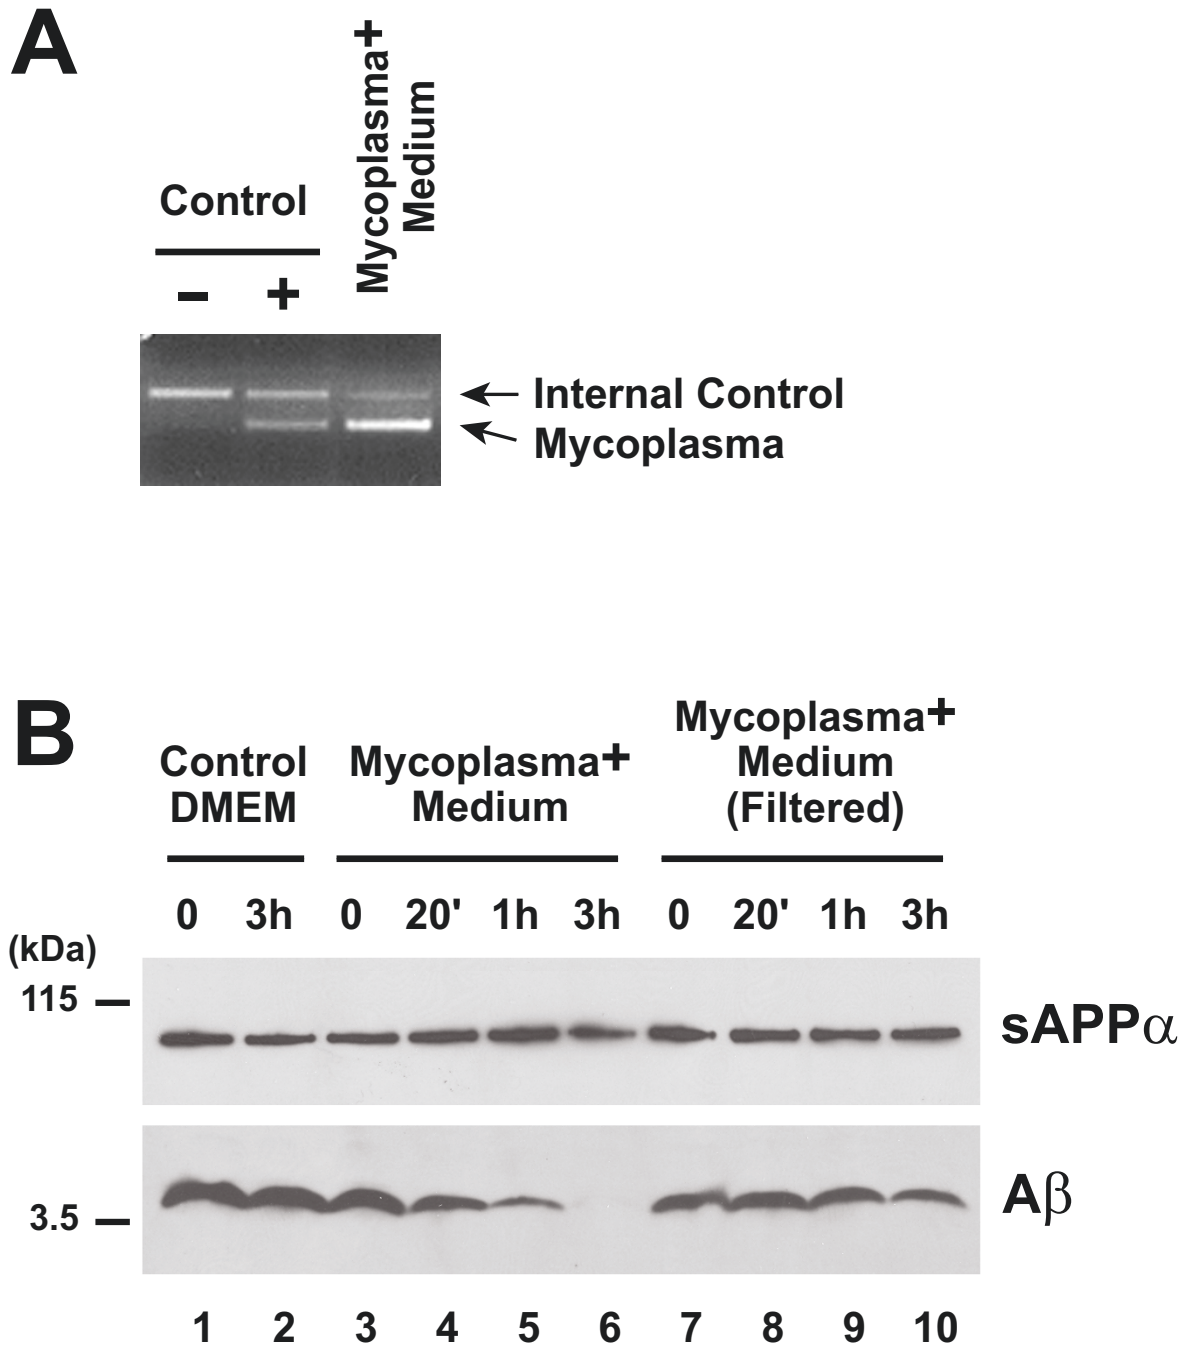 A
Mycoplasma+
Medium
Control
– +
Internal Control
Mycoplasma
B
Control
DMEM
Mycoplasma+
Medium
Mycoplasma+
Medium
(Filtered)
0 3h 0 20' 1h 3h 0 20' 1h 3h
(kDa)
115
sAPPα
3.5
Aβ
1 2 3 4 5 6 7 8 9 10